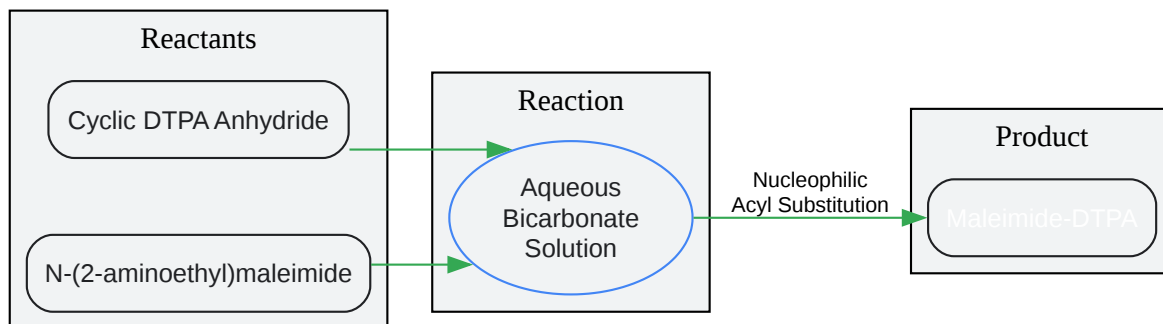 Reactants
Cyclic DTPA Anhydride
N-(2-aminoethyl)maleimide
Reaction
Aqueous
Bicarbonate
Solution
Nucleophilic
Acyl Substitution
Product
Maleimide-DTPA